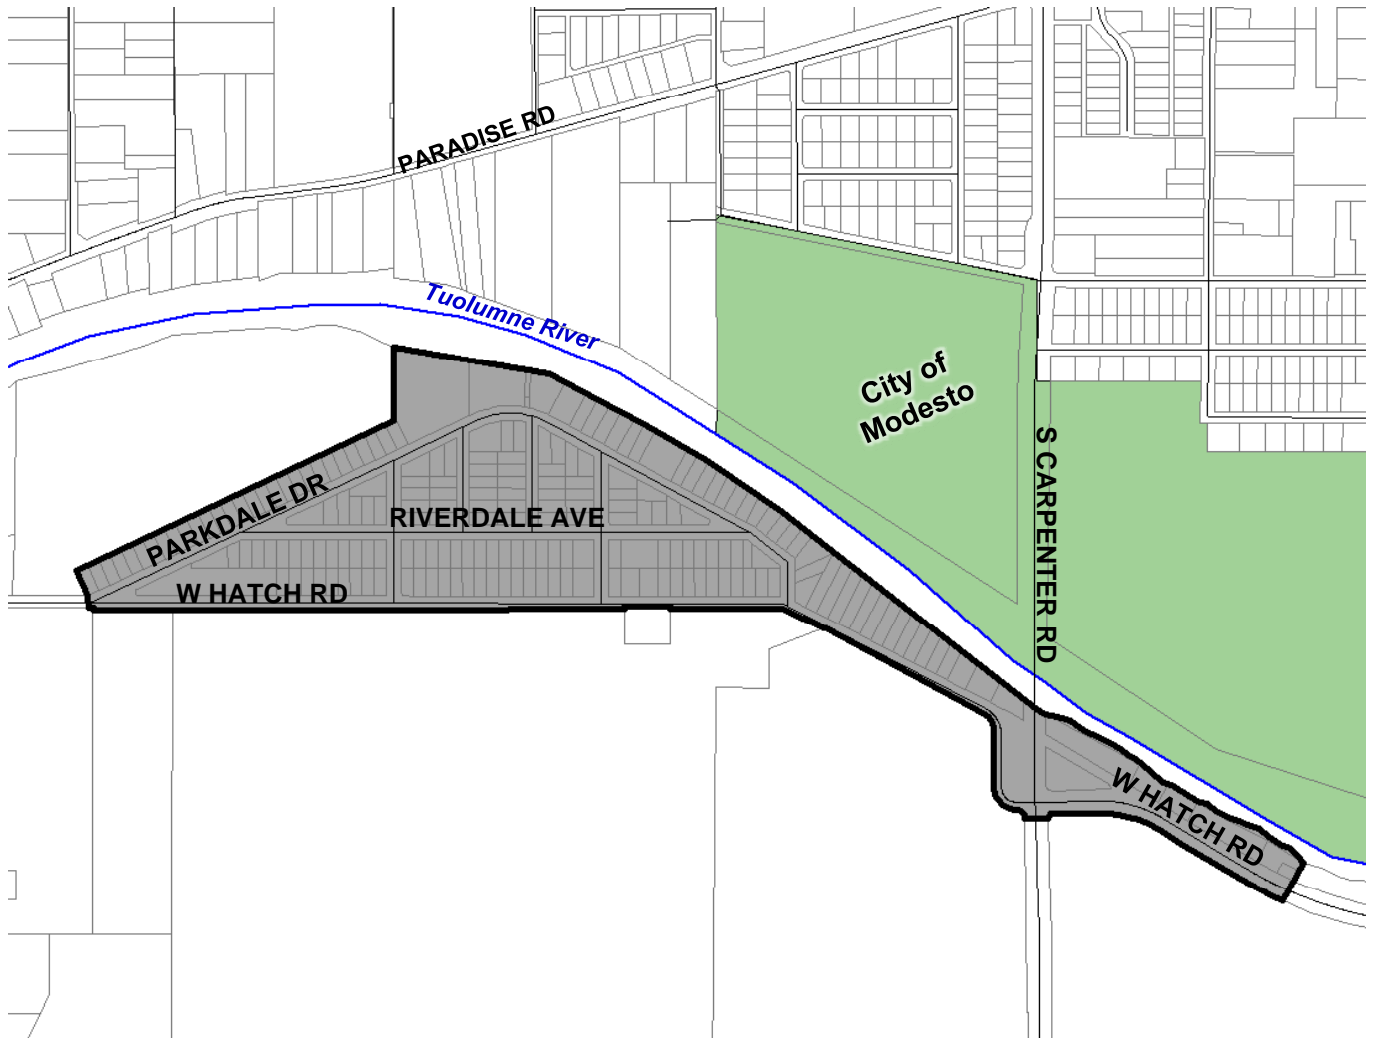 PARADISE RD
Tuolumne River
City of
Modesto
S CARPENTER RD
PARKDALE DR
RIVERDALE AVE
W HATCH RD
W HATCH RD